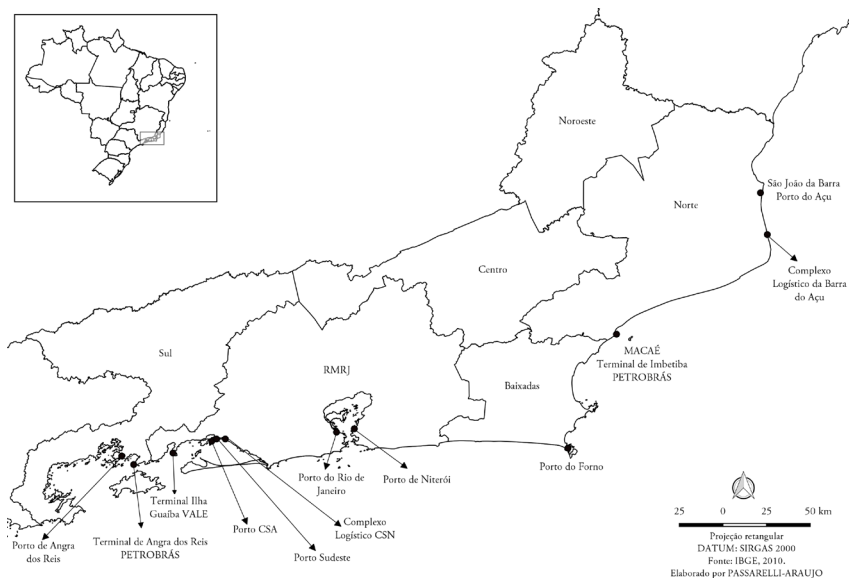 Noroeste
São João da Barra
Porto do Açu
Norte
Complexo
Logístico da Barra
do Açu
Centro
MACAÉ
Terminal de Imbetiba
PETROBRÁS
Sul
RMRJ
Baixadas
Porto do Forno
Porto do Rio de
Janeiro
Porto de Niterói
Terminal Ilha
Guaíba VALE
Porto CSA
Complexo
Logístico CSN
Porto Sudeste
Porto de Angra
dos Reis
Terminal de Angra dos Reis
PETROBRÁS
25 0 25 50 km
Projeção retangular
DATUM: SIRGAS 2000
Fonte: IBGE, 2010.
Elaborado por PASSARELLI-ARAUJO